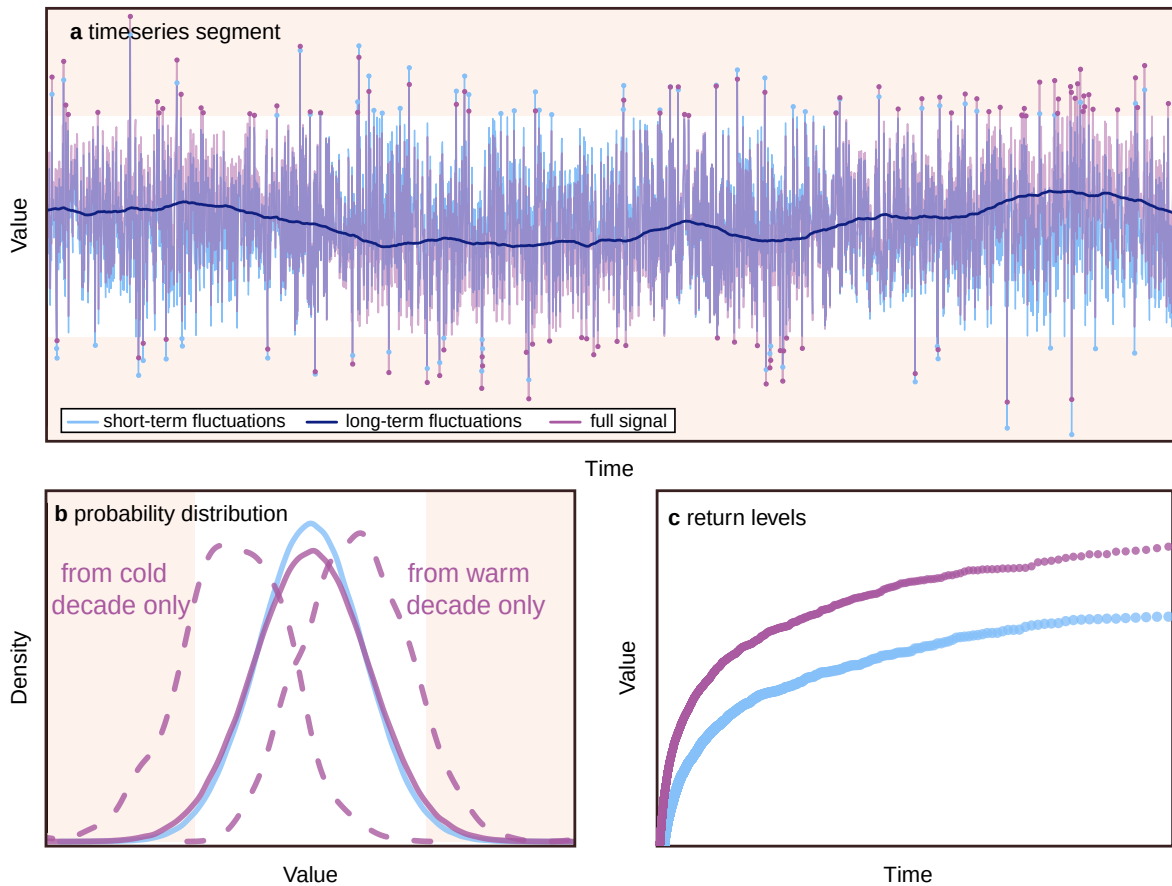 a timeseries segment
Value
short-term fluctuations
long-term fluctuations
full signal
Time
b probability distribution
from cold
decade only
from warm
decade only
Density
Value
c return levels
Value
Time